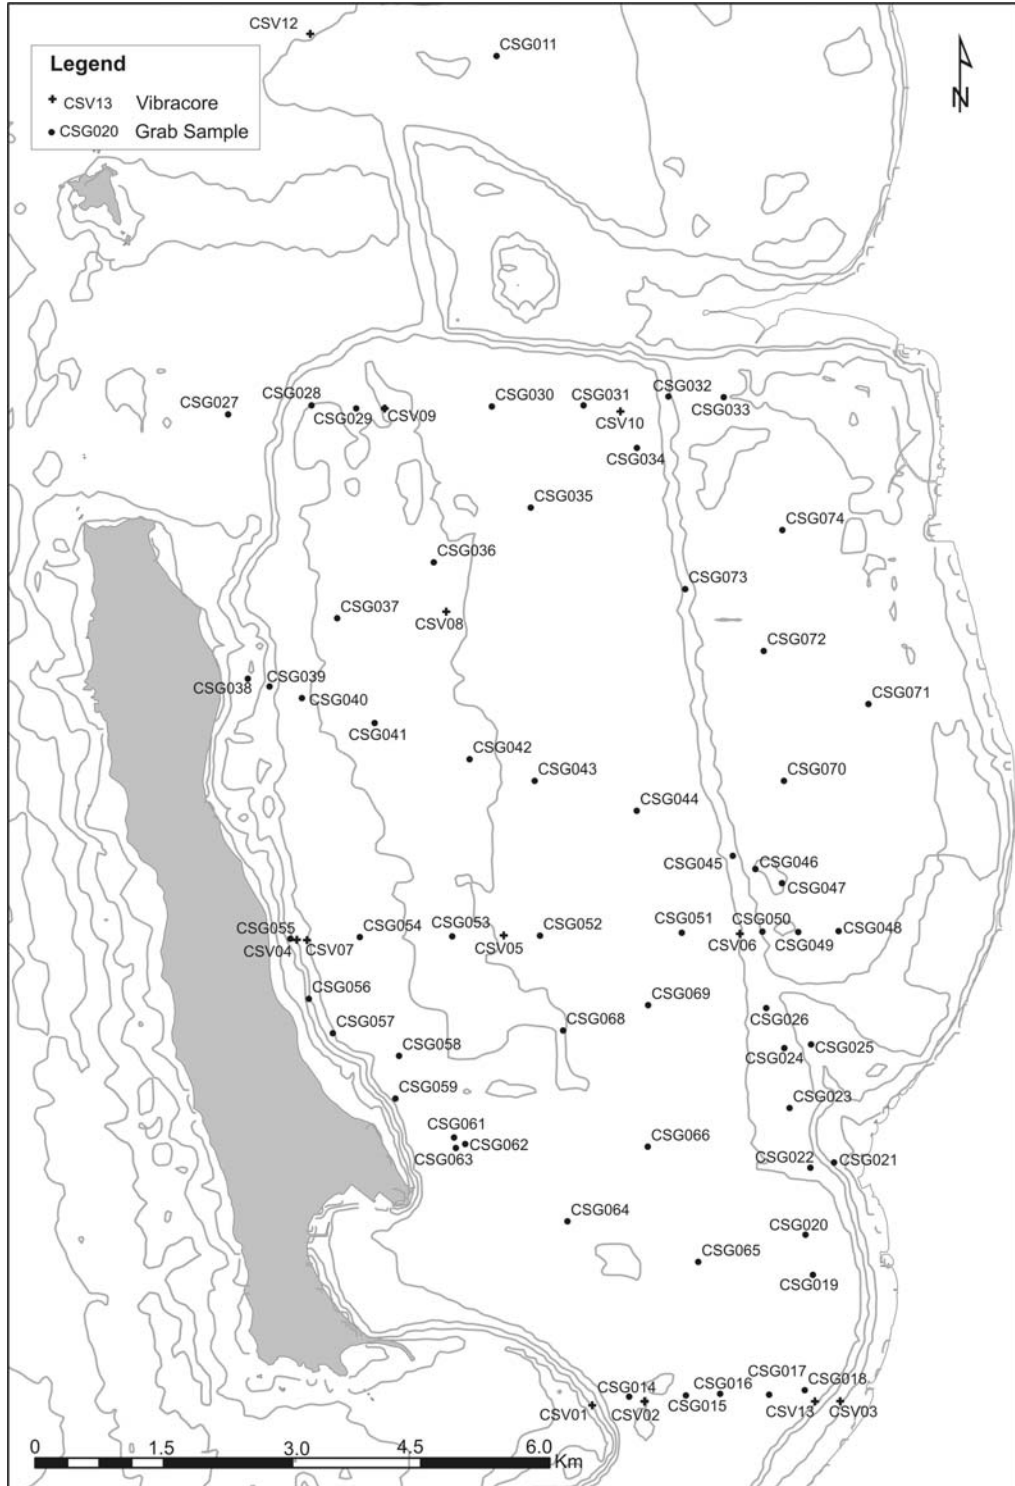 CSV12
CSG011
Legend
CSV13 Vibracore
CSG020 Grab Sample
N
CSG027
CSG028
CSG029
CSV09
CSG030
CSG031
CSV10
CSG032
CSG033
CSG034
CSG035
CSG074
CSG036
CSG073
CSG037
CSV08
CSG072
CSG038
CSG039
CSG040
CSG071
CSG041
CSG042
CSG043
CSG070
CSG044
CSG045
CSG046
CSG047
CSG055
CSV04
CSV07
CSG054
CSG053
CSV05
CSG052
CSG051
CSV06
CSG050
CSG049
CSG048
CSG056
CSG069
CSG026
CSG057
CSG068
CSG058
CSG024
CSG025
CSG059
CSG023
CSG061
CSG062
CSG063
CSG066
CSG022
CSG021
CSG064
CSG020
CSG065
CSG019
CSG014
CSV01
CSV02
CSG015
CSG016
CSG017
CSG018
CSV13
CSV03
0 1.5 3.0 4.5 6.0
Km